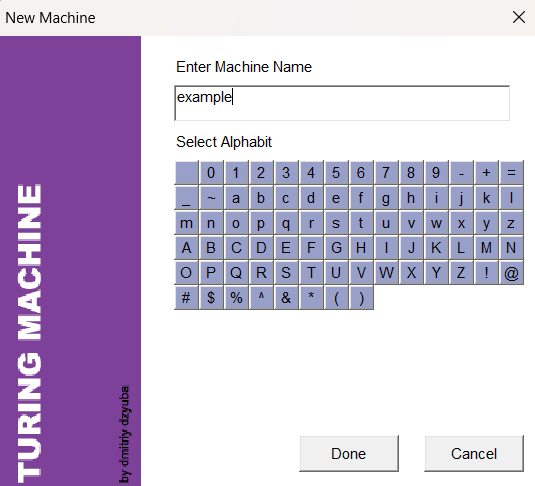 New Machine
Enter Machine Name
example
Select Alphabit
0 1 2 3 4 5 6 7 8 9 - + =
_ ~ a b c d e f g h i j k l
m n o p q r s t u v w x y z
A B C D E F G H I J K L M N
O P Q R S T U V W X Y Z ! @
# $ % ^ & * ( )
TURING MACHINE
by dmitriy dzyuba
Done Cancel